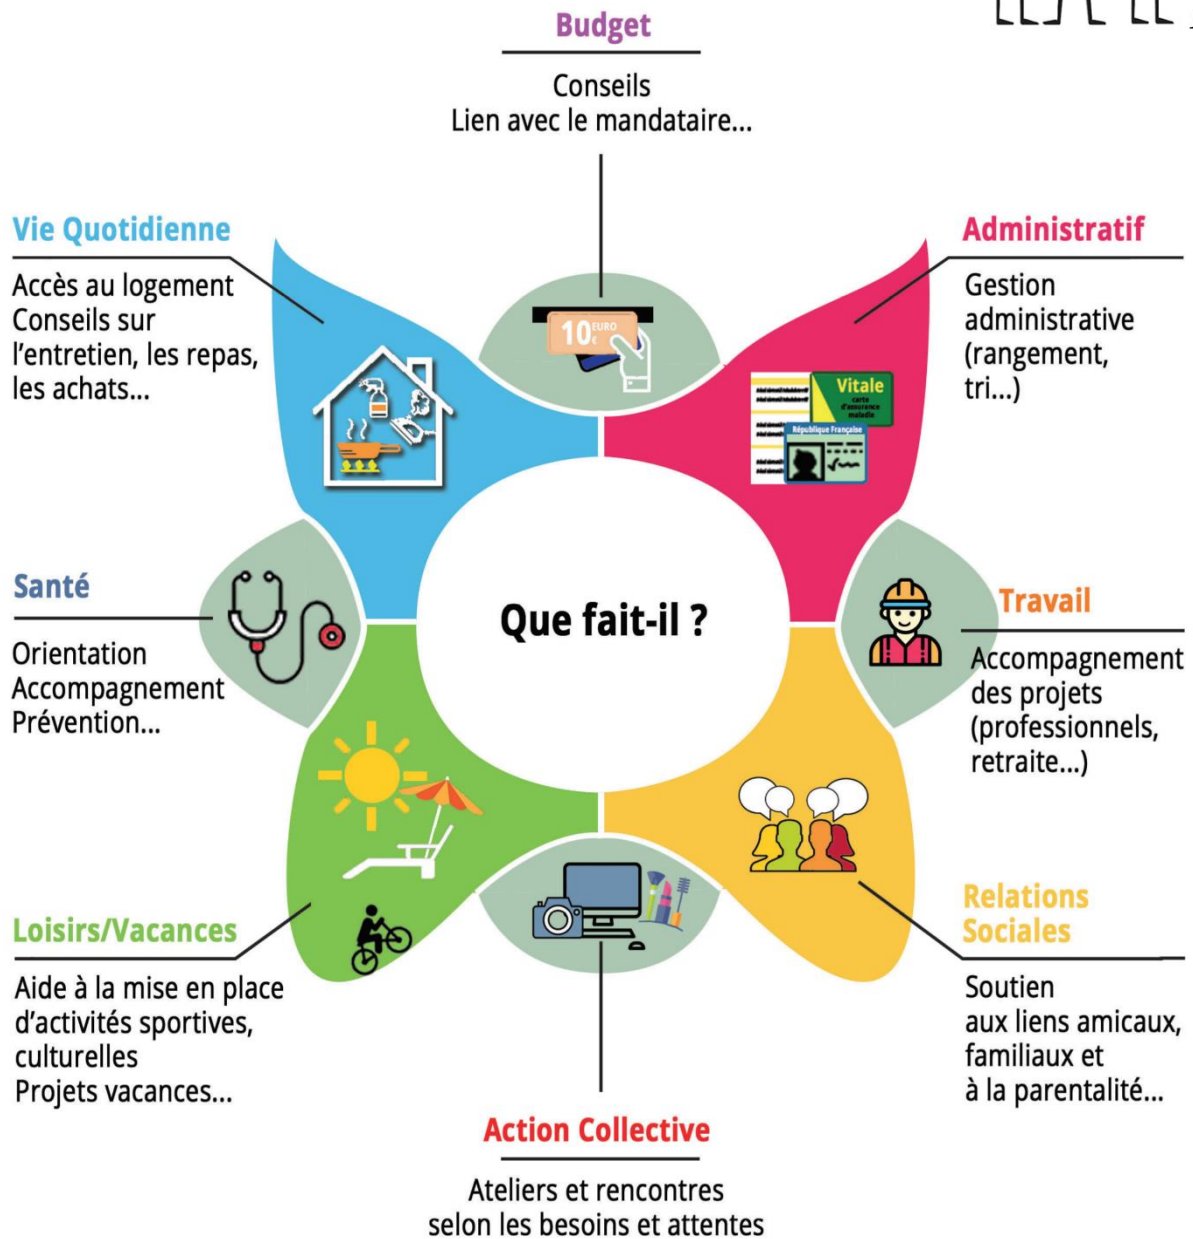 Budget
Conseils
Lien avec le mandataire...
Vie Quotidienne
Accès au logement
Conseils sur
l'entretien, les repas,
les achats...
Administratif
Gestion
administrative
(rangement,
tri...)
10 EURO
€
Vitale
carte
d'assurance
maladie
République Française
Santé
Orientation
Accompagnement
Prévention...
Que fait-il ?
Travail
Accompagnement
des projets
(professionnels,
retraite...)
Loisirs/Vacances
Aide à la mise en place
d'activités sportives,
culturelles
Projets vacances...
Relations
Sociales
Soutien
aux liens amicaux,
familiaux et
à la parentalité...
Action Collective
Ateliers et rencontres
selon les besoins et attentes